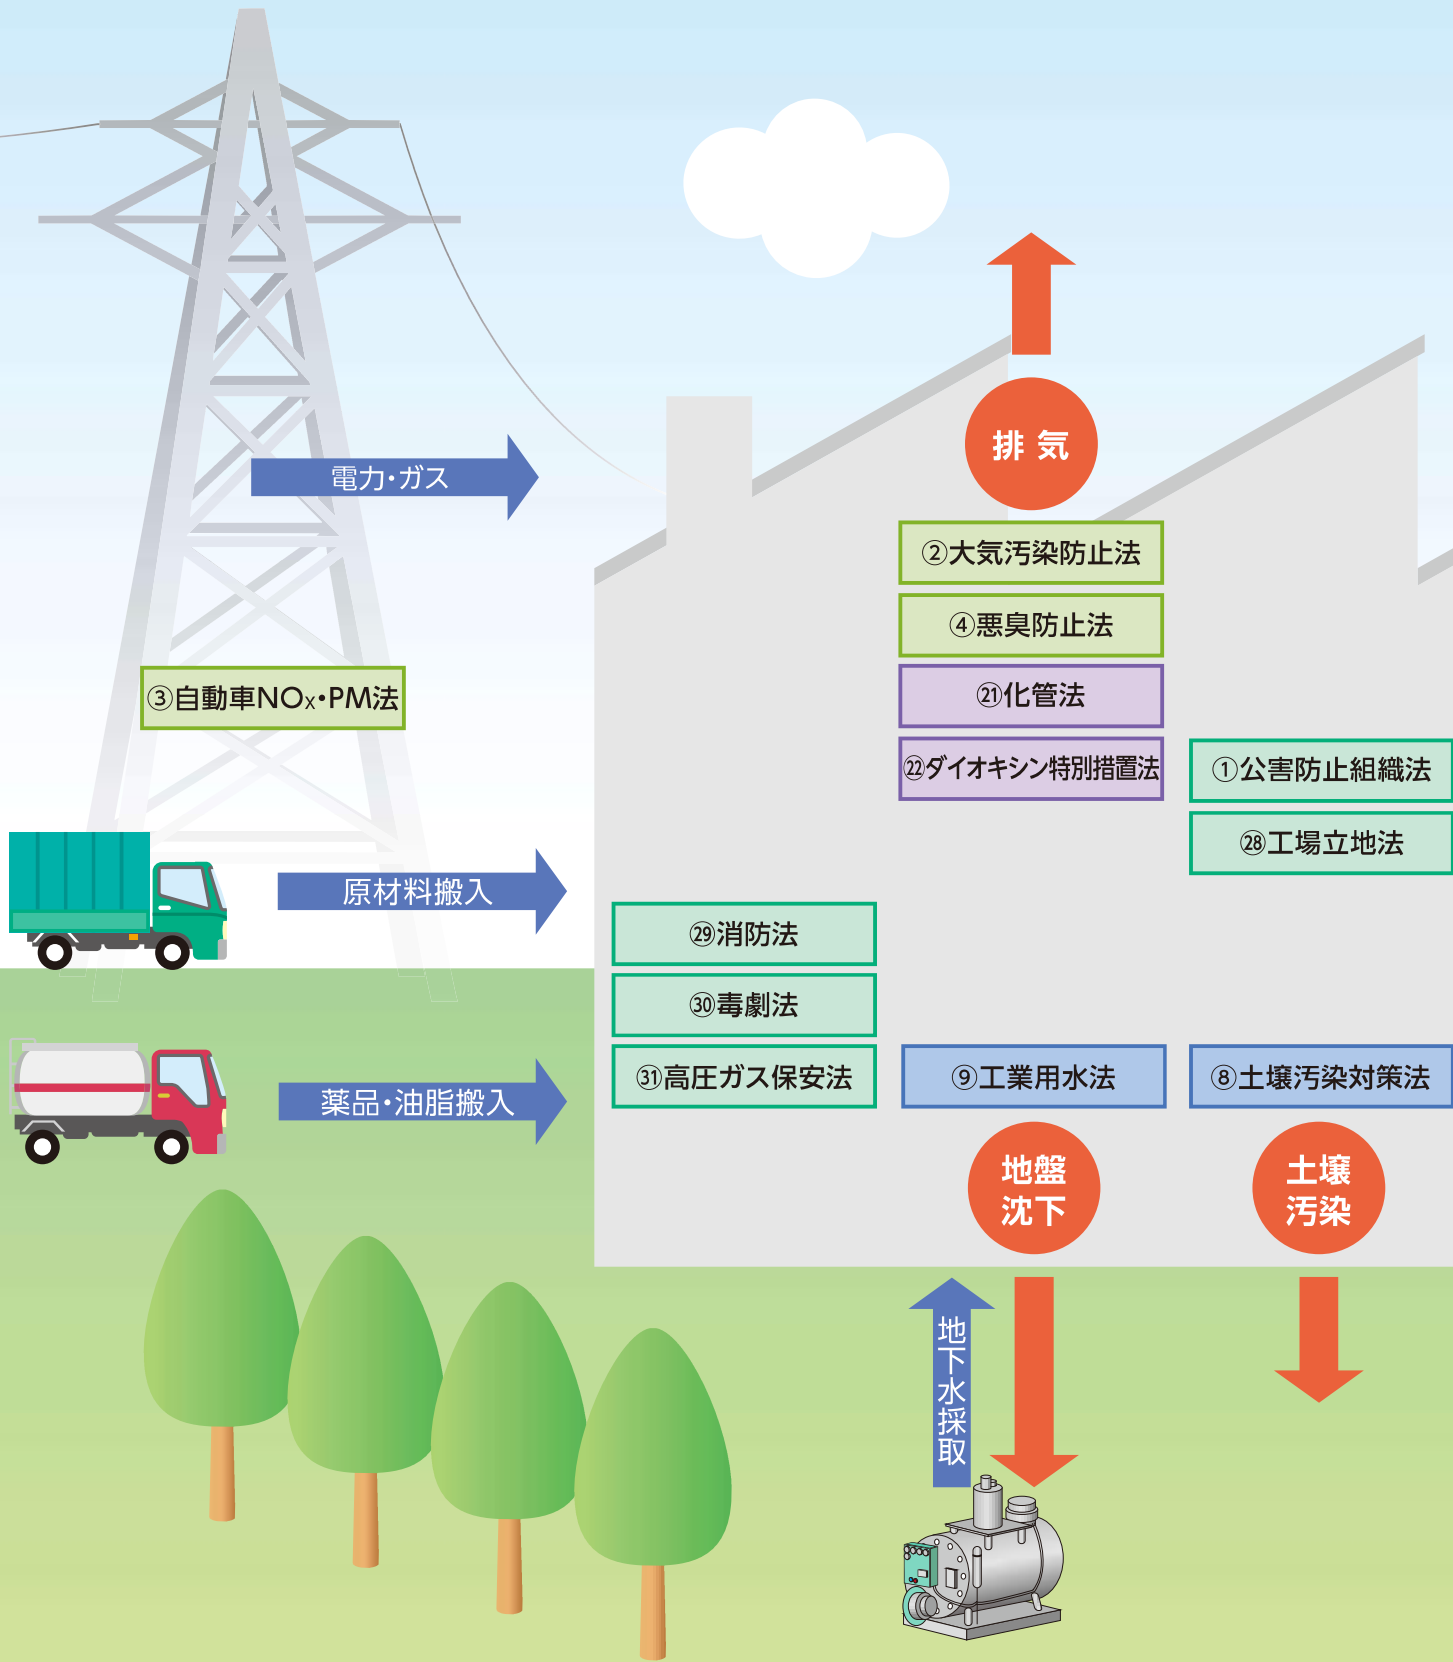 排気
電力・ガス
②大気汚染防止法
④悪臭防止法
③自動車NOx・PM法
㉑化管法
㉒ダイオキシン特別措置法
①公害防止組織法
㉘工場立地法
原材料搬入
㉙消防法
㉚毒劇法
㉛高圧ガス保安法
⑨工業用水法
⑧土壌汚染対策法
薬品・油脂搬入
地盤
沈下
土壌
汚染
地下水採取